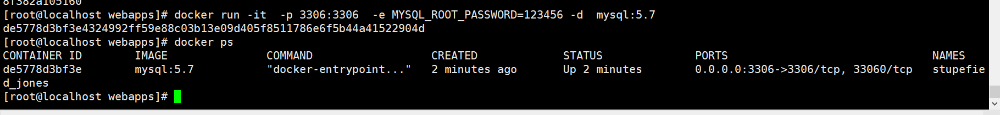 8f382a105160
[root@localhost webapps]# docker run -it  -p 3306:3306  -e MYSQL_ROOT_PASSWORD=123456 -d  mysql:5.7
de5778d3bf3e4324992ff59e88c03b13e09d405f8511786e6f5b44a41522904d
[root@localhost webapps]# docker ps
CONTAINER ID        IMAGE               COMMAND                  CREATED             STATUS              PORTS                               NAMES
de5778d3bf3e        mysql:5.7           "docker-entrypoint..."   2 minutes ago       Up 2 minutes        0.0.0.0:3306->3306/tcp, 33060/tcp   stupefie
d_jones
[root@localhost webapps]#